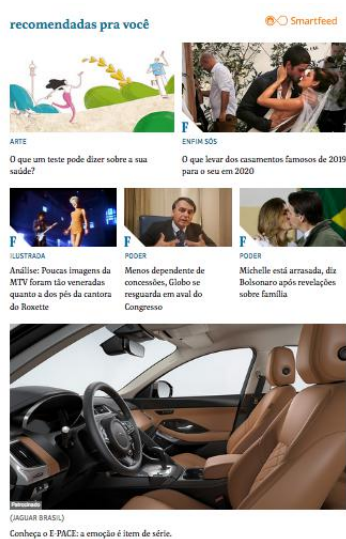 recomendadas pra você
Smartfeed
ARTE
O que um teste pode dizer sobre a sua
saúde?
F
ENFIM SÓS
O que levar dos casamentos famosos de 2019
para o seu em 2020
F
ILUSTRADA
Análise: Poucas imagens da
MTV foram tão veneradas
quanto a dos pés da cantora
do Roxette
F
PODER
Menos dependente de
concessões, Globo se
resguarda em aval do
Congresso
F
PODER
Michelle está arrasada, diz
Bolsonaro após revelações
sobre família
Patrocinado
(JAGUAR BRASIL)
Conheça o E-PACE: a emoção é item de série.